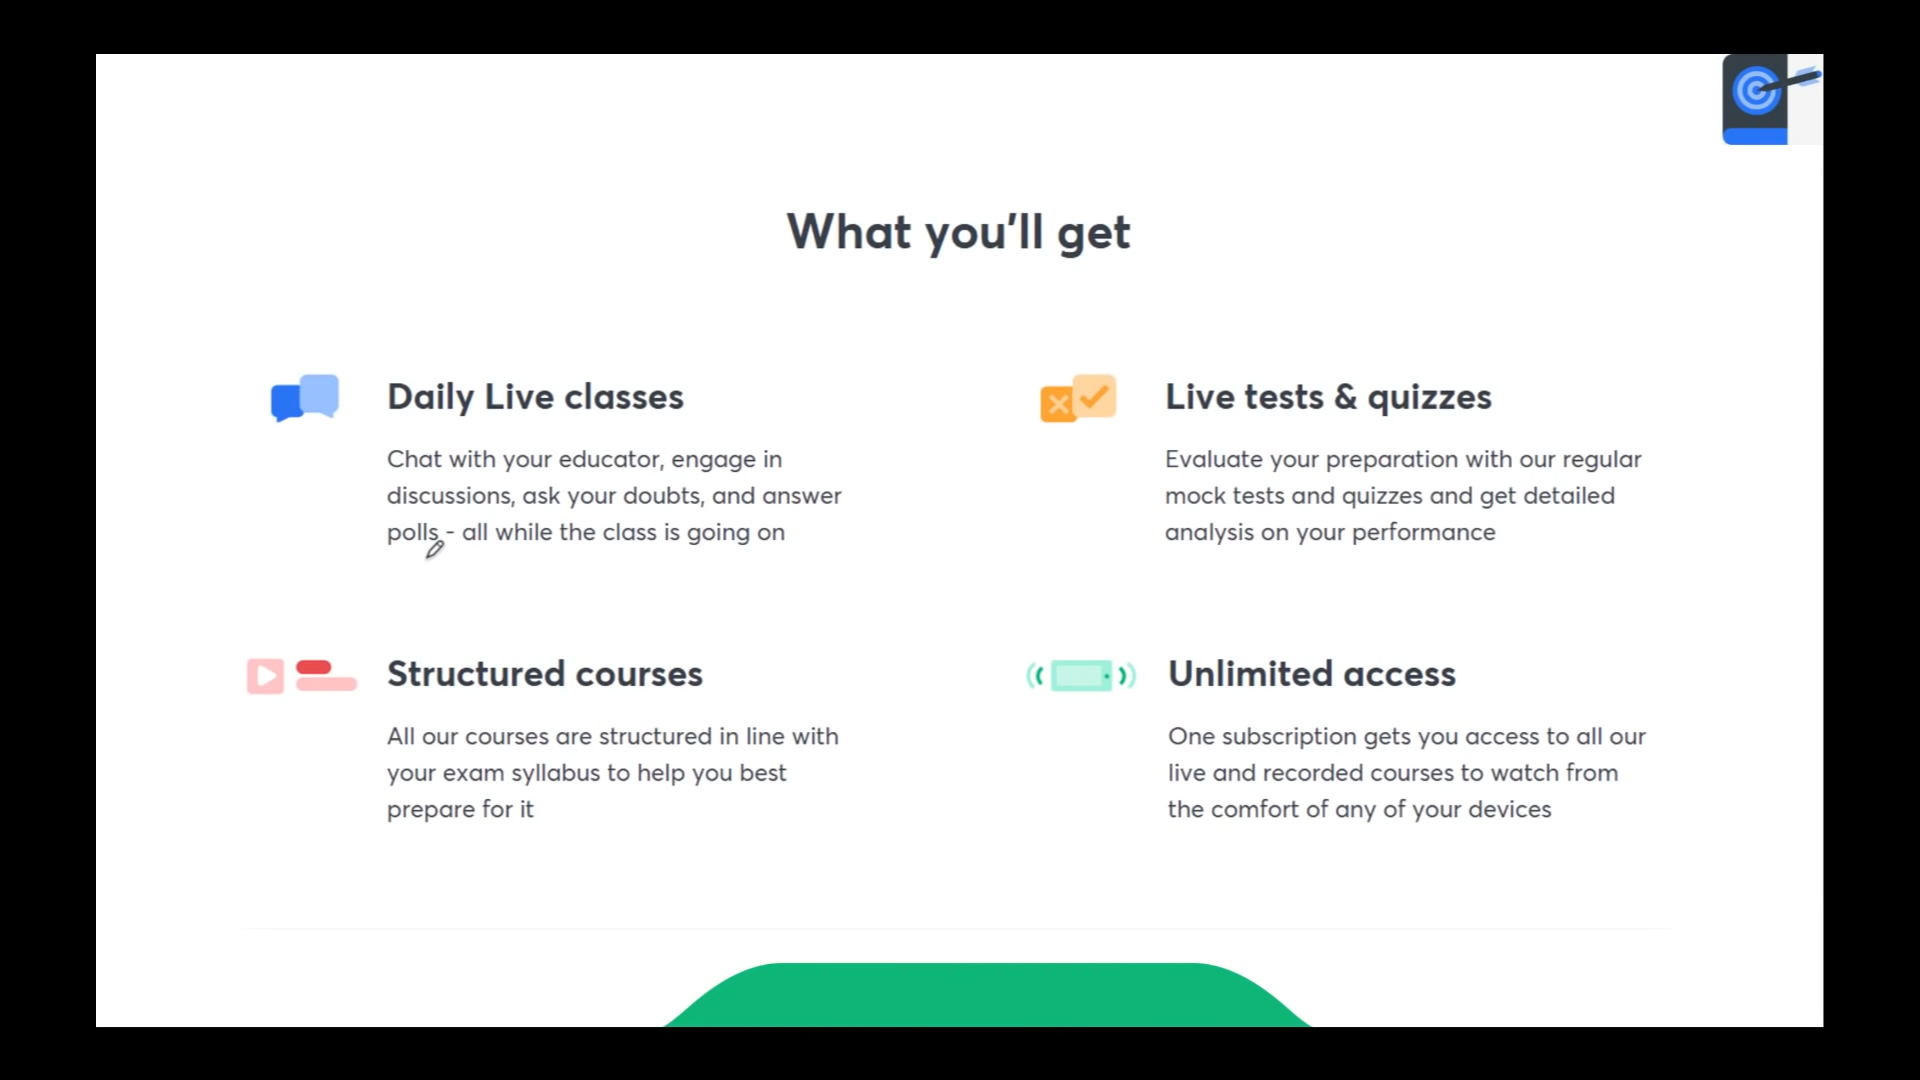 What you'll get
Daily Live classes
Chat with your educator, engage in
discussions, ask your doubts, and answer
polls - all while the class is going on
Live tests & quizzes
Evaluate your preparation with our regular
mock tests and quizzes and get detailed
analysis on your performance
Structured courses
All our courses are structured in line with
your exam syllabus to help you best
prepare for it
Unlimited access
One subscription gets you access to all our
live and recorded courses to watch from
the comfort of any of your devices